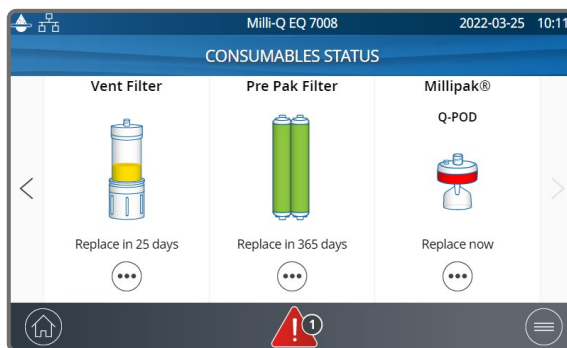 Milli-Q EQ 7008 2022-03-25 10:11
CONSUMABLES STATUS
Vent Filter
Replace in 25 days
Pre Pak Filter
Replace in 365 days
Millipak®
Q-POD
Replace now
1